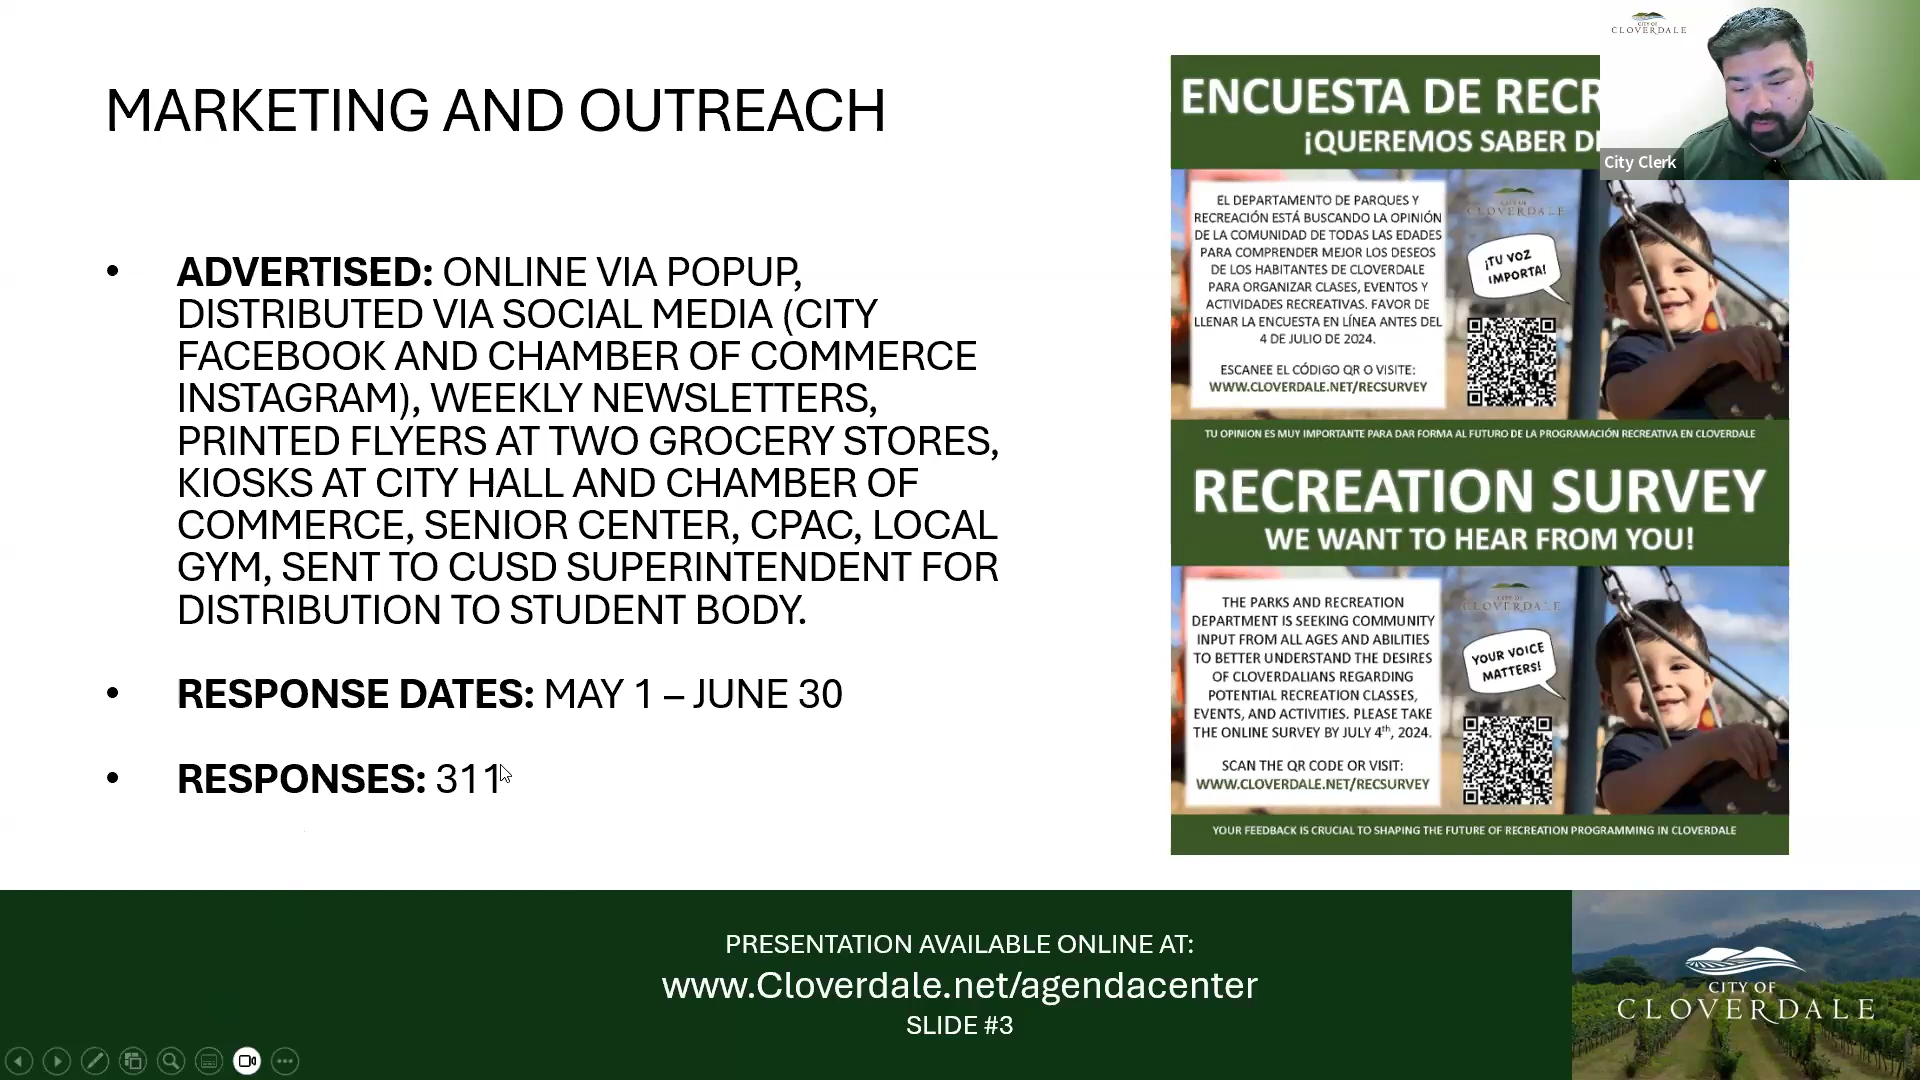 MARKETING AND OUTREACH
• ADVERTISED: ONLINE VIA POPUP,
DISTRIBUTED VIA SOCIAL MEDIA (CITY
FACEBOOK AND CHAMBER OF COMMERCE
INSTAGRAM), WEEKLY NEWSLETTERS,
PRINTED FLYERS AT TWO GROCERY STORES,
KIOSKS AT CITY HALL AND CHAMBER OF
COMMERCE, SENIOR CENTER, CPAC, LOCAL
GYM, SENT TO CUSD SUPERINTENDENT FOR
DISTRIBUTION TO STUDENT BODY.
• RESPONSE DATES: MAY 1 – JUNE 30
• RESPONSES: 311
ENCUESTA DE RECR
¡QUEREMOS SABER DE
EL DEPARTAMENTO DE PARQUES Y
RECREACIÓN ESTÁ BUSCANDO LA OPINIÓN
DE LA COMUNIDAD DE TODAS LAS EDADES
PARA COMPRENDER MEJOR LOS DESEOS
DE LOS HABITANTES DE CLOVERDALE
PARA ORGANIZAR CLASES, EVENTOS Y
ACTIVIDADES RECREATIVAS. FAVOR DE
LLENAR LA ENCUESTA EN LÍNEA ANTES DEL
4 DE JULIO DE 2024.
ESCANEE EL CÓDIGO QR O VISITE:
WWW.CLOVERDALE.NET/RECSURVEY
CITY OF
CLOVERDALE
¡TU VOZ
IMPORTA!
TU OPINION ES MUY IMPORTANTE PARA DAR FORMA AL FUTURO DE LA PROGRAMACIÓN RECREATIVA EN CLOVERDALE
RECREATION SURVEY
WE WANT TO HEAR FROM YOU!
THE PARKS AND RECREATION
DEPARTMENT IS SEEKING COMMUNITY
INPUT FROM ALL AGES AND ABILITIES
TO BETTER UNDERSTAND THE DESIRES
OF CLOVERDALIANS REGARDING
POTENTIAL RECREATION CLASSES,
EVENTS, AND ACTIVITIES. PLEASE TAKE
THE ONLINE SURVEY BY JULY 4th, 2024.
SCAN THE QR CODE OR VISIT:
WWW.CLOVERDALE.NET/RECSURVEY
CITY OF
CLOVERDALE
YOUR VOICE
MATTERS!
YOUR FEEDBACK IS CRUCIAL TO SHAPING THE FUTURE OF RECREATION PROGRAMMING IN CLOVERDALE
CITY OF
CLOVERDALE
City Clerk
PRESENTATION AVAILABLE ONLINE AT:
www.Cloverdale.net/agendacenter
SLIDE #3
CITY OF
CLOVERDALE